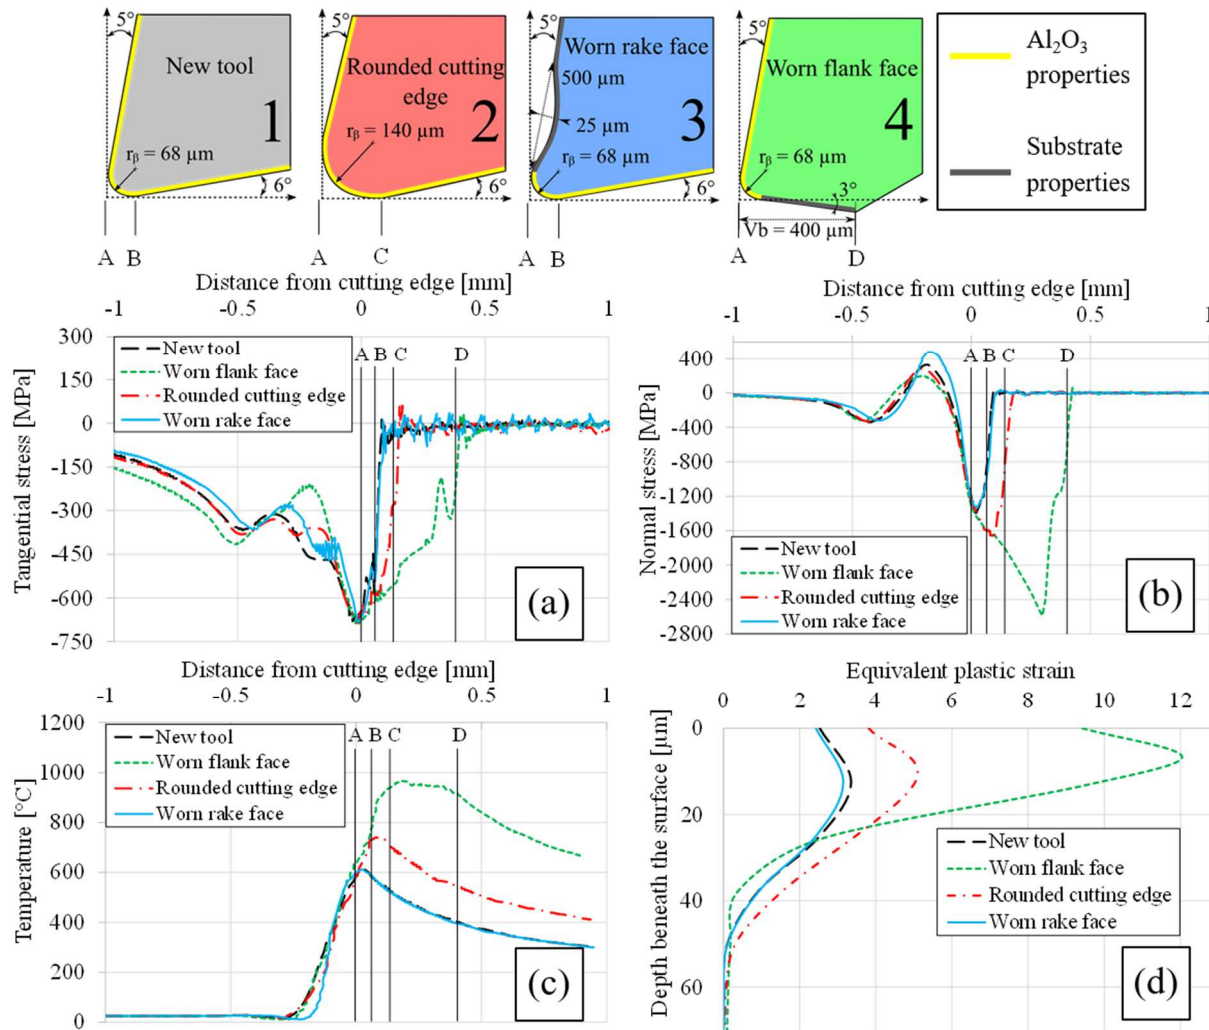 5°
New tool
1
rβ = 68 µm
6°
A B
5°
Rounded cutting
edge
2
rβ = 140 µm
6°
A C
5°
Worn rake face
500 µm
3
25 µm
rβ = 68 µm
6°
A B
5°
Worn flank face
4
rβ = 68 µm
3°
Vb = 400 µm
A D
Al₂O₃
properties
Substrate
properties
Distance from cutting edge [mm]
-1 -0.5 0 0.5 1
Tangential stress [MPa]
300
150
0
-150
-300
-450
-600
-750
New tool
Worn flank face
Rounded cutting edge
Worn rake face
A B C D
(a)
Distance from cutting edge [mm]
-1 -0.5 0 0.5 1
Normal stress [MPa]
400
0
-400
-800
-1200
-1600
-2000
-2400
-2800
A B C D
New tool
Worn flank face
Rounded cutting edge
Worn rake face
(b)
Distance from cutting edge [mm]
-1 -0.5 0 0.5 1
Temperature [°C]
1200
1000
800
600
400
200
0
New tool
Worn flank face
Rounded cutting edge
Worn rake face
A B C D
(c)
Equivalent plastic strain
0 2 4 6 8 10 12
Depth beneath the surface [µm]
0
20
40
60
New tool
Worn flank face
Rounded cutting edge
Worn rake face
(d)